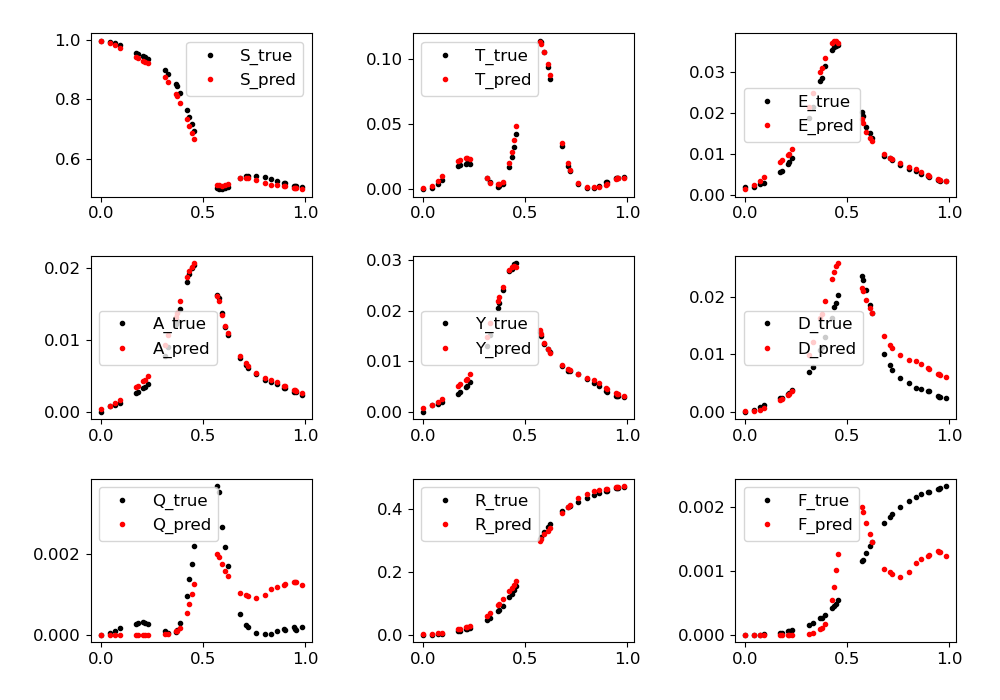 1.0
0.8
0.6
S_true
S_pred
0.0 0.5 1.0
0.10
0.05
0.00
T_true
T_pred
0.0 0.5 1.0
0.03
0.02
0.01
0.00
E_true
E_pred
0.0 0.5 1.0
0.02
0.01
0.00
A_true
A_pred
0.0 0.5 1.0
0.03
0.02
0.01
0.00
Y_true
Y_pred
0.0 0.5 1.0
0.02
0.01
0.00
D_true
D_pred
0.0 0.5 1.0
0.002
0.000
Q_true
Q_pred
0.0 0.5 1.0
0.4
0.2
0.0
R_true
R_pred
0.0 0.5 1.0
0.002
0.001
0.000
F_true
F_pred
0.0 0.5 1.0